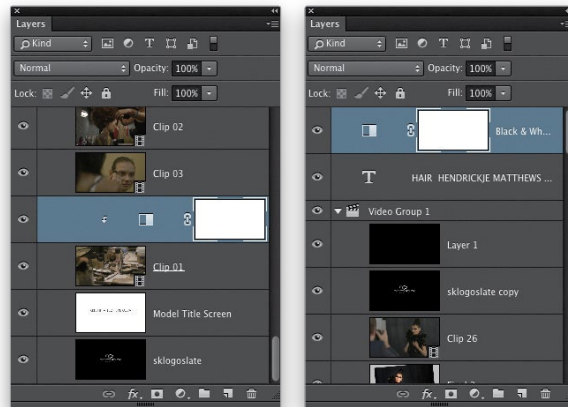 Layers
Kind
Normal
Opacity: 100%
Lock:
Fill: 100%
Clip 02
Clip 03
Clip 01
Model Title Screen
sklogoslate
fx.
Layers
Kind
Normal
Opacity: 100%
Lock:
Fill: 100%
Black & Wh...
T HAIR HENDRICKJE MATTHEWS ...
Video Group 1
Layer 1
sklogoslate copy
Clip 26
fx.